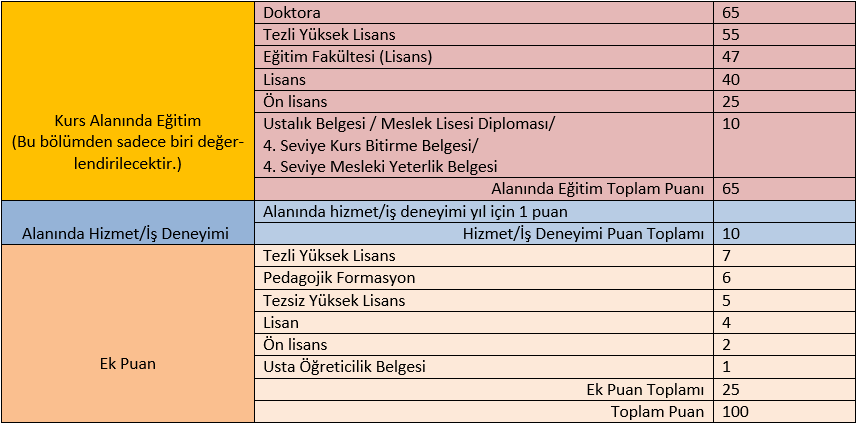 Kurs Alanında Eğitim
(Bu bölümden sadece biri değer-
lendirilecektir.)
Doktora 65
Tezli Yüksek Lisans 55
Eğitim Fakültesi (Lisans) 47
Lisans 40
Ön lisans 25
Ustalık Belgesi / Meslek Lisesi Diploması/ 10
4. Seviye Kurs Bitirme Belgesi/
4. Seviye Mesleki Yeterlik Belgesi
Alanında Eğitim Toplam Puanı 65
Alanında Hizmet/İş Deneyimi
Alanında hizmet/iş deneyimi yıl için 1 puan
Hizmet/İş Deneyimi Puan Toplamı 10
Ek Puan
Tezli Yüksek Lisans 7
Pedagojik Formasyon 6
Tezsiz Yüksek Lisans 5
Lisan 4
Ön lisans 2
Usta Öğreticilik Belgesi 1
Ek Puan Toplamı 25
Toplam Puan 100